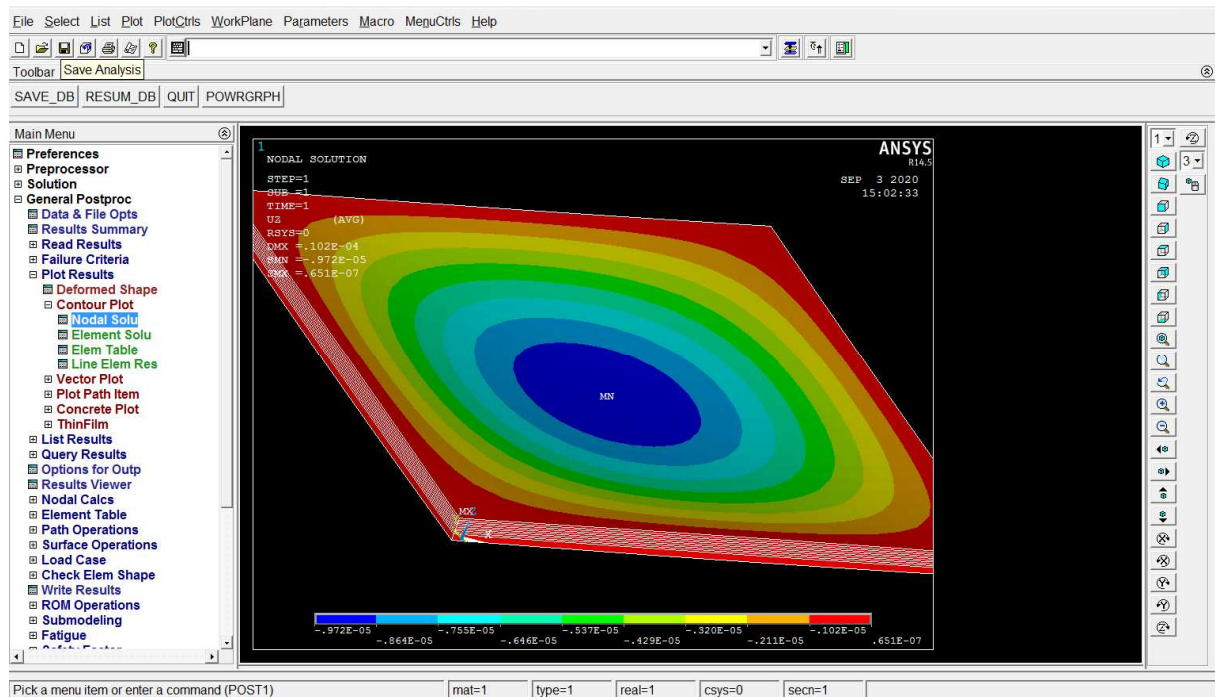 File Select List Plot PlotCtrls WorkPlane Parameters Macro MenuCtrls Help
Toolbar Save Analysis
SAVE_DB RESUM_DB QUIT POWRGRPH
Main Menu
Preferences
Preprocessor
Solution
General Postproc
Data & File Opts
Results Summary
Read Results
Failure Criteria
Plot Results
Deformed Shape
Contour Plot
Nodal Solu
Element Solu
Elem Table
Line Elem Res
Vector Plot
Plot Path Item
Concrete Plot
ThinFilm
List Results
Query Results
Options for Outp
Results Viewer
Nodal Calcs
Element Table
Path Operations
Surface Operations
Load Case
Check Elem Shape
Write Results
ROM Operations
Submodeling
Fatigue
1
NODAL SOLUTION
STEP=1
SUB =1
TIME=1
UZ (AVG)
RSYS=0
DMX =.102E-04
SMN =-.972E-05
SMX =.651E-07
ANSYS
R14.5
SEP 3 2020
15:02:33
MN
MX
Z
X
-.972E-05 -.755E-05 -.537E-05 -.320E-05 -.102E-05
-.864E-05 -.646E-05 -.429E-05 -.211E-05 .651E-07
1
3
Pick a menu item or enter a command (POST1) mat=1 type=1 real=1 csys=0 secn=1